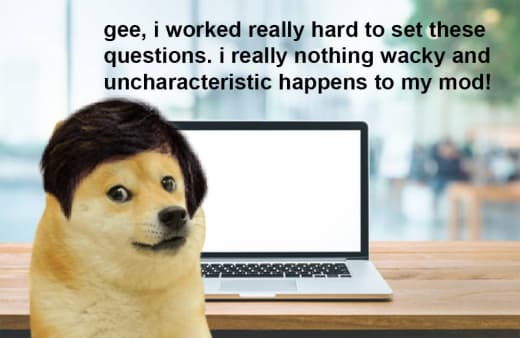 gee, i worked really hard to set these
questions. i really nothing wacky and
uncharacteristic happens to my mod!